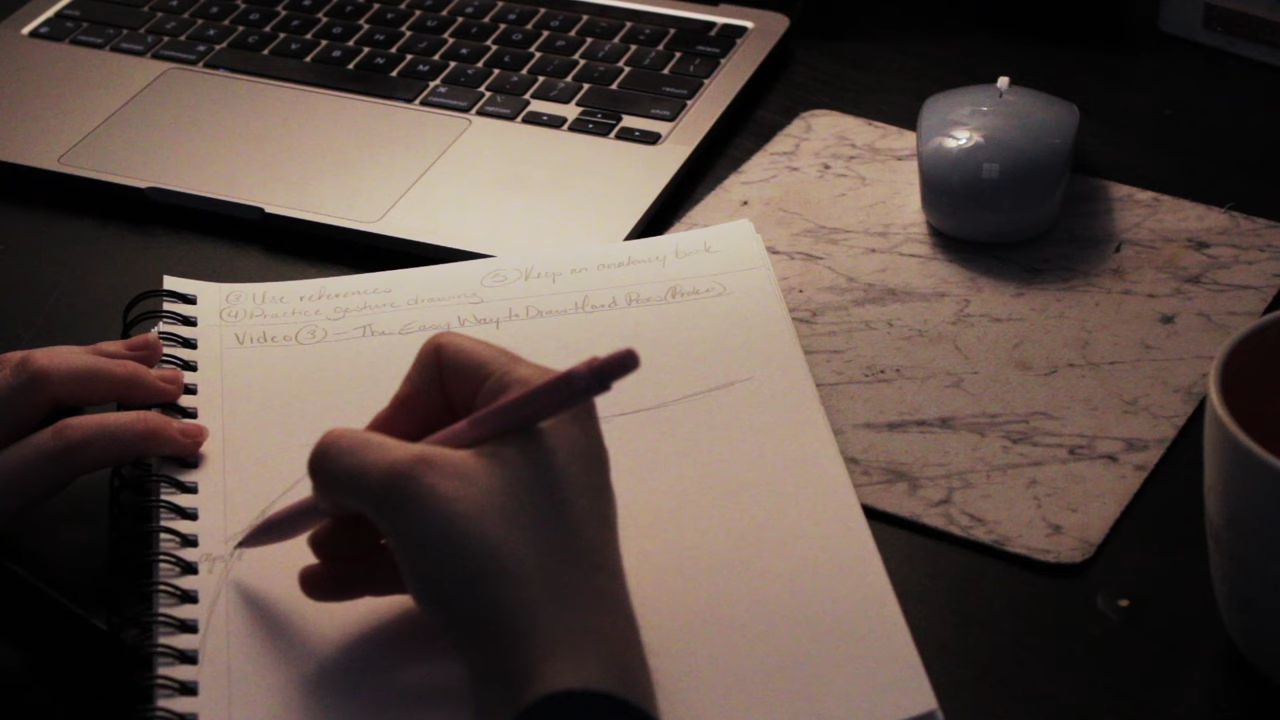 ③ Use references
⑤ Keep an anatomy book
④ Practice gesture drawing
Video ③ - The Easy Way to Draw Hard Poses (Proko)